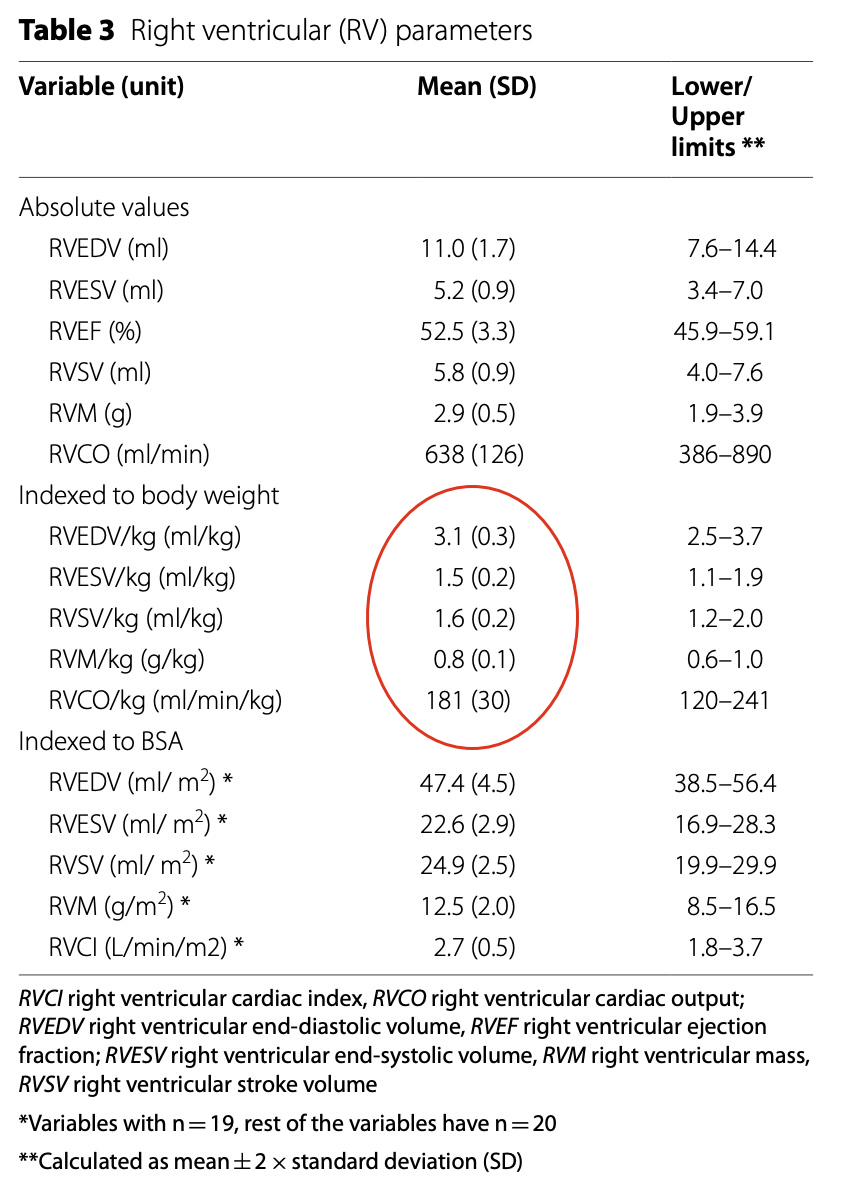 Table 3 Right ventricular (RV) parameters
Variable (unit) Mean (SD) Lower/
Upper
limits **
Absolute values
RVEDV (ml) 11.0 (1.7) 7.6–14.4
RVESV (ml) 5.2 (0.9) 3.4–7.0
RVEF (%) 52.5 (3.3) 45.9–59.1
RVSV (ml) 5.8 (0.9) 4.0–7.6
RVM (g) 2.9 (0.5) 1.9–3.9
RVCO (ml/min) 638 (126) 386–890
Indexed to body weight
RVEDV/kg (ml/kg) 3.1 (0.3) 2.5–3.7
RVESV/kg (ml/kg) 1.5 (0.2) 1.1–1.9
RVSV/kg (ml/kg) 1.6 (0.2) 1.2–2.0
RVM/kg (g/kg) 0.8 (0.1) 0.6–1.0
RVCO/kg (ml/min/kg) 181 (30) 120–241
Indexed to BSA
RVEDV (ml/ m²) * 47.4 (4.5) 38.5–56.4
RVESV (ml/ m²) * 22.6 (2.9) 16.9–28.3
RVSV (ml/ m²) * 24.9 (2.5) 19.9–29.9
RVM (g/m²) * 12.5 (2.0) 8.5–16.5
RVCI (L/min/m2) * 2.7 (0.5) 1.8–3.7
RVCI right ventricular cardiac index, RVCO right ventricular cardiac output;
RVEDV right ventricular end-diastolic volume, RVEF right ventricular ejection
fraction; RVESV right ventricular end-systolic volume, RVM right ventricular mass,
RVSV right ventricular stroke volume
*Variables with n = 19, rest of the variables have n = 20
**Calculated as mean ± 2 × standard deviation (SD)